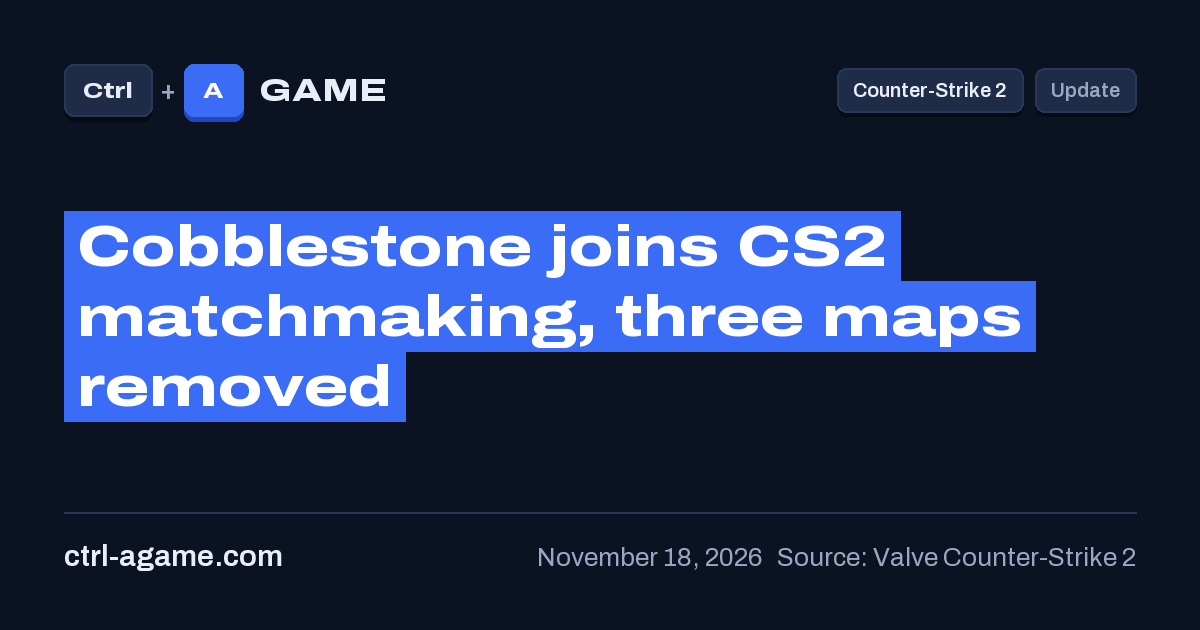 Ctrl + A GAME
Counter-Strike 2 Update
Cobblestone joins CS2
matchmaking, three maps
removed
ctrl-agame.com
November 18, 2026 Source: Valve Counter-Strike 2